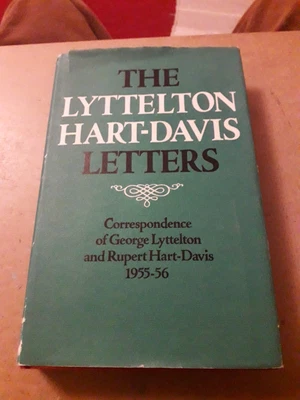 THE
LYTTELTON
HART-DAVIS
LETTERS
Correspondence
of George Lyttelton
and Rupert Hart-Davis
1955-56